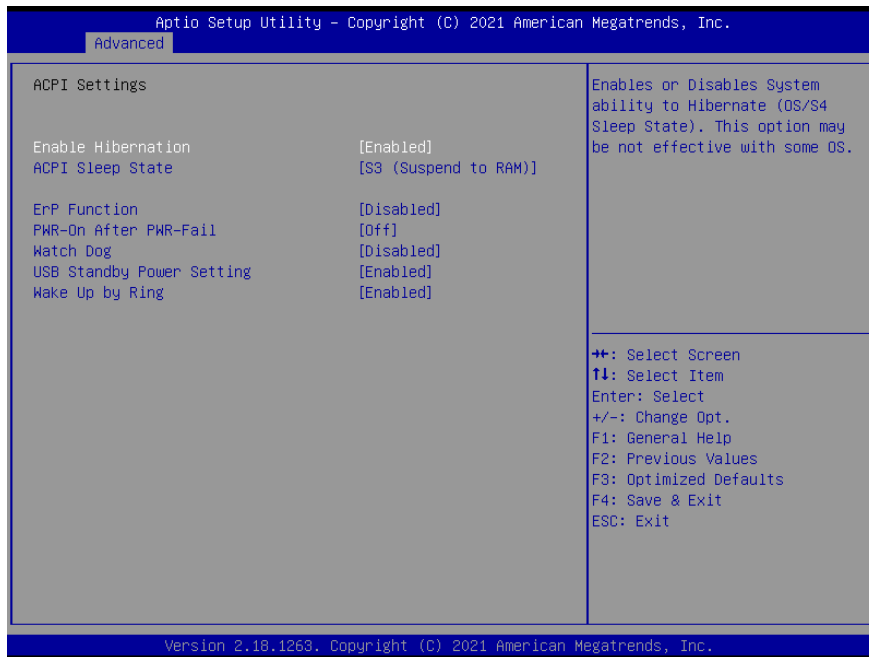 Aptio Setup Utility – Copyright (C) 2021 American Megatrends, Inc.
Advanced
ACPI Settings
Enable Hibernation [Enabled]
ACPI Sleep State [S3 (Suspend to RAM)]
ErP Function [Disabled]
PWR-On After PWR-Fail [Off]
Watch Dog [Disabled]
USB Standby Power Setting [Enabled]
Wake Up by Ring [Enabled]
Enables or Disables System
ability to Hibernate (OS/S4
Sleep State). This option may
be not effective with some OS.
→←: Select Screen
↑↓: Select Item
Enter: Select
+/-: Change Opt.
F1: General Help
F2: Previous Values
F3: Optimized Defaults
F4: Save & Exit
ESC: Exit
Version 2.18.1263. Copyright (C) 2021 American Megatrends, Inc.